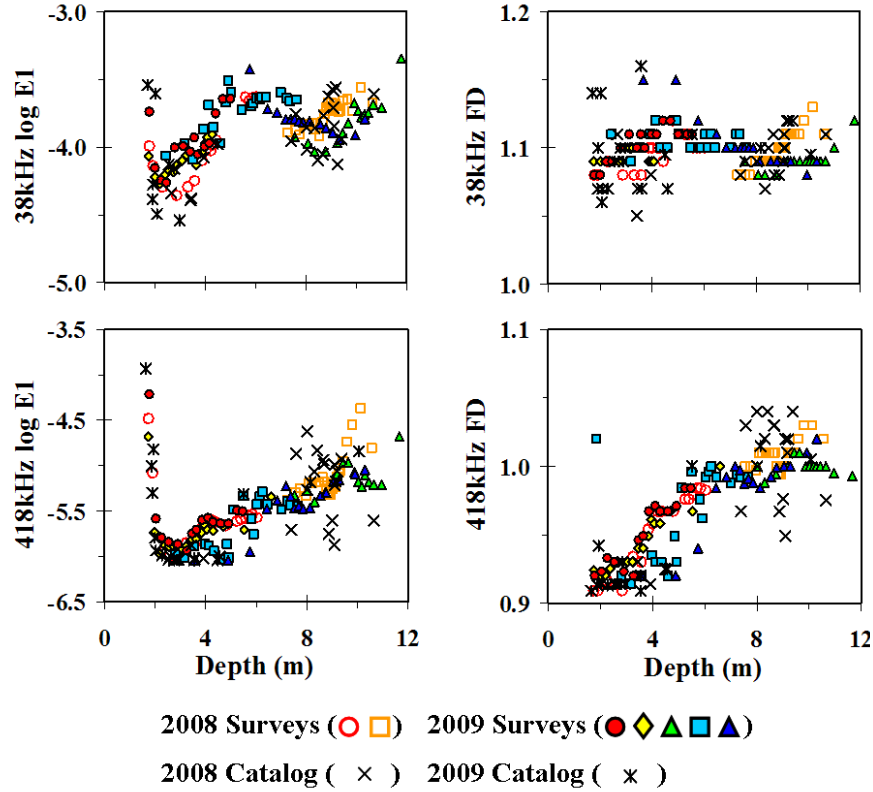 -3.0
-4.0
-5.0
38kHz log E1
1.2
1.1
1.0
38kHz FD
-3.5
-4.5
-5.5
-6.5
418kHz log E1
0 4 8 12
Depth (m)
1.1
1.0
0.9
418kHz FD
0 4 8 12
Depth (m)
2008 Surveys ( ) 2009 Surveys ( )
2008 Catalog ( × ) 2009 Catalog ( )